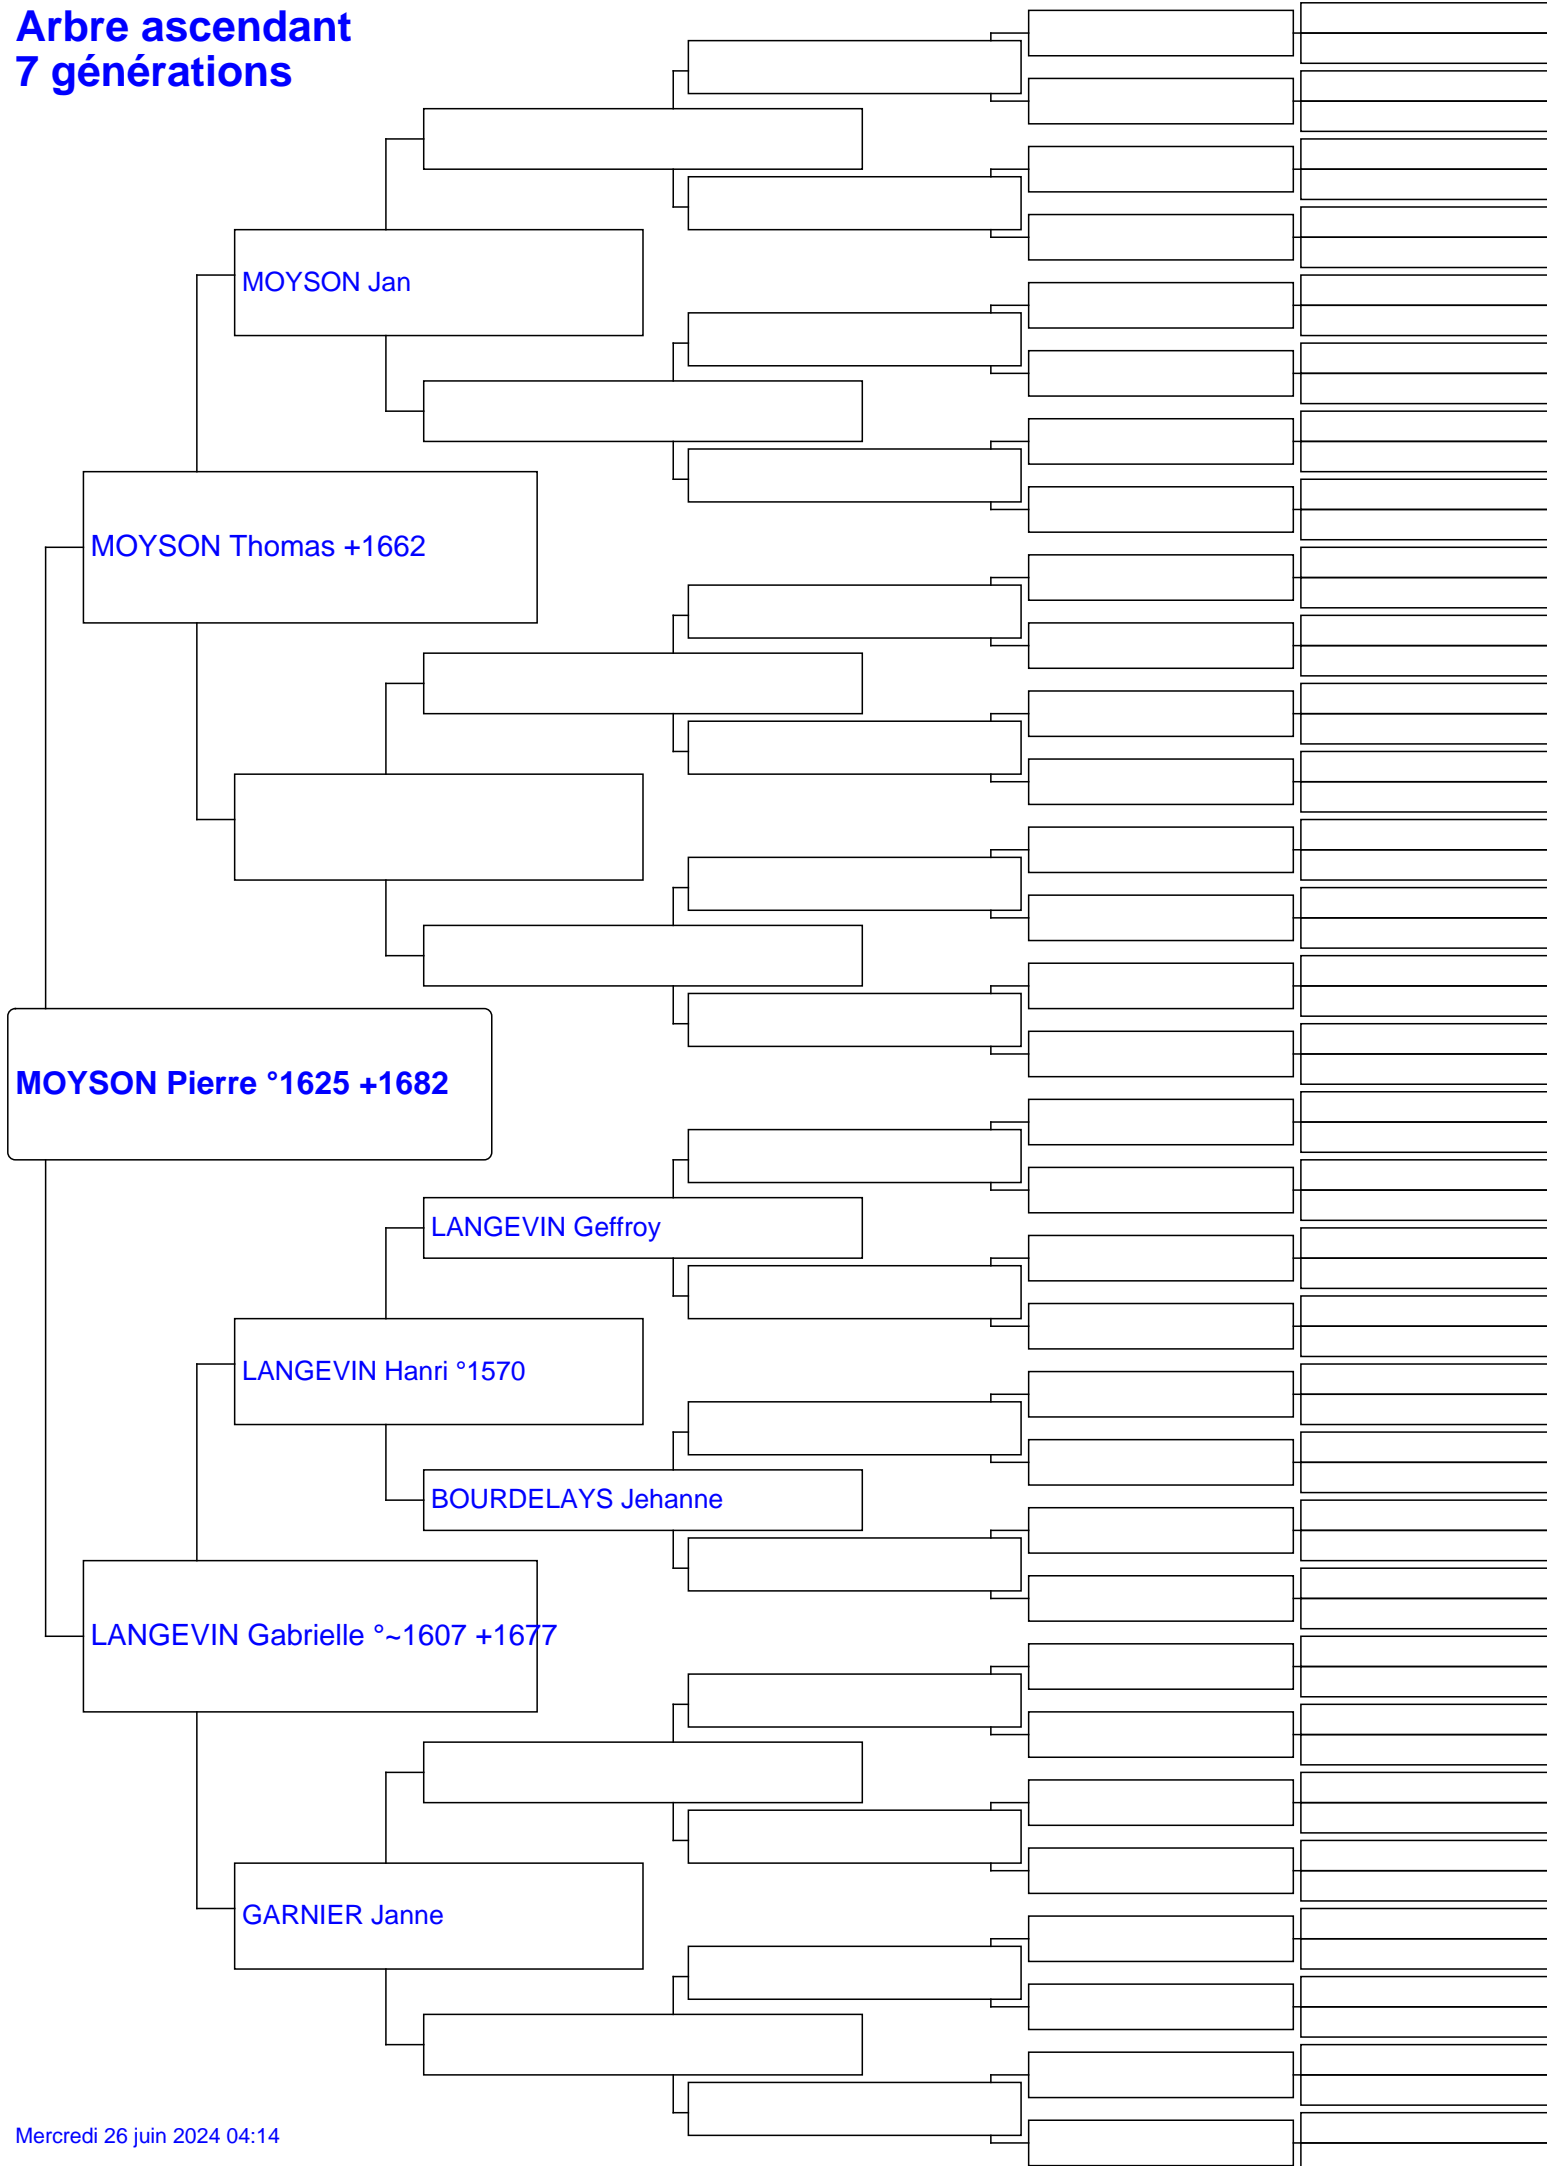 Arbre ascendant
7 générations
MOYSON Jan
MOYSON Thomas +1662
MOYSON Pierre °1625 +1682
LANGEVIN Geffroy
LANGEVIN Hanri °1570
BOURDELAYS Jehanne
LANGEVIN Gabrielle °~1607 +1677
GARNIER Janne
Mercredi 26 juin 2024 04:14